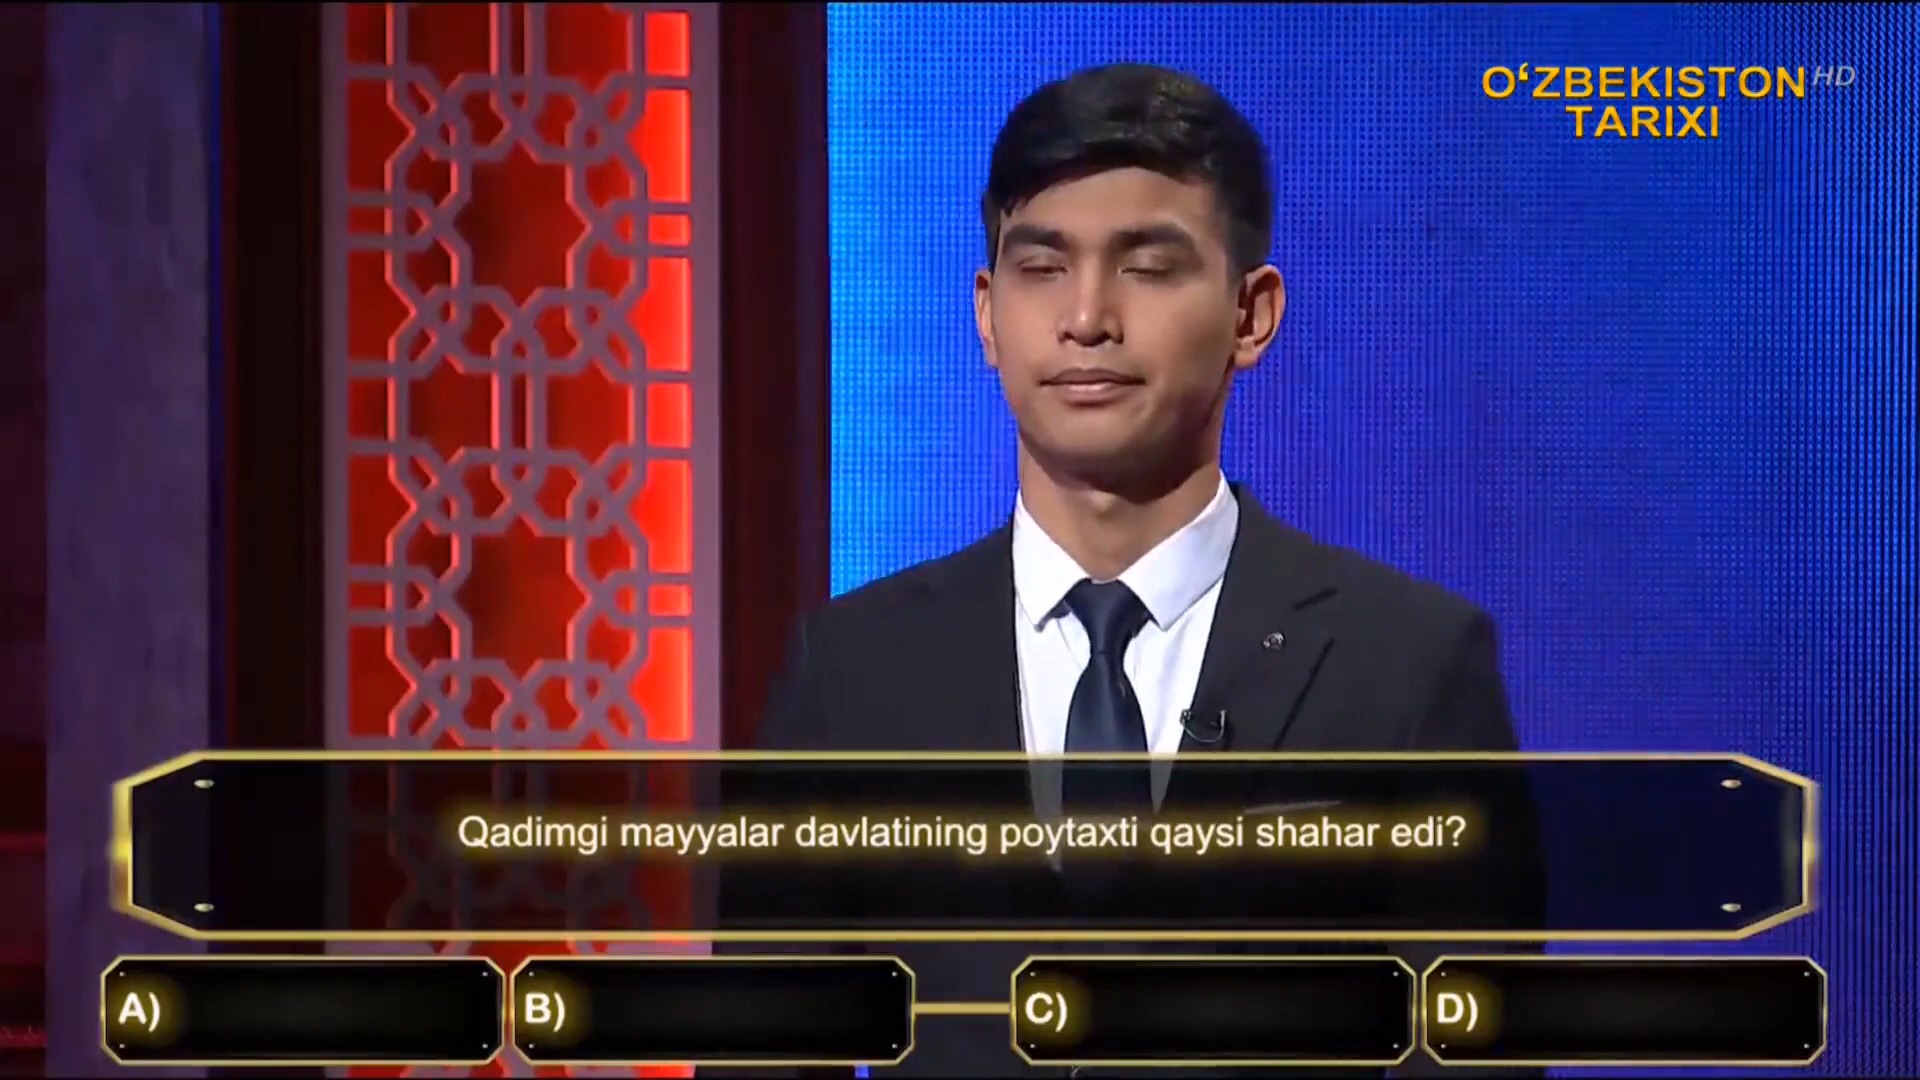 O‘ZBEKISTON HD
TARIXI
Qadimgi mayyalar davlatining poytaxti qaysi shahar edi?
A)
B)
C)
D)